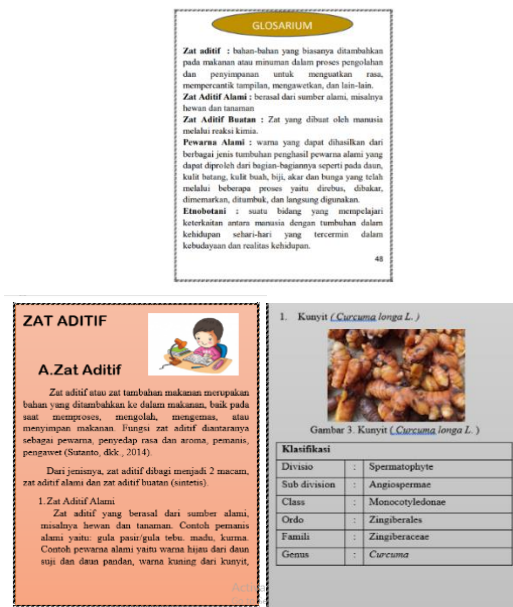 GLOSARIUM
Zat aditif : bahan-bahan yang biasanya ditambahkan
pada makanan atau minuman dalam proses pengolahan
dan penyimpanan untuk menguatkan rasa,
mempercantik tampilan, mengawetkan, dan lain-lain.
Zat Aditif Alami : berasal dari sumber alami, misalnya
hewan dan tanaman
Zat Aditif Buatan : Zat yang dibuat oleh manusia
melalui reaksi kimia.
Pewarna Alami : warna yang dapat dihasilkan dari
berbagai jenis tumbuhan penghasil pewarna alami yang
dapat diproleh dari bagian-bagiannya seperti pada daun,
kulit batang, kulit buah, biji, akar dan bunga yang telah
melalui beberapa proses yaitu direbus, dibakar,
dimemarkan, ditumbuk, dan langsung digunakan.
Etnobotani : suatu bidang yang mempelajari
keterkaitan antara manusia dengan tumbuhan dalam
kehidupan sehari-hari yang tercermin dalam
kebudayaan dan realitas kehidupan.
48
ZAT ADITIF
A.Zat Aditif
Zat aditif atau zat tambahan makanan merupakan
bahan yang ditambahkan ke dalam makanan, baik pada
saat memproses, mengolah, mengemas, atau
menyimpan makanan. Fungsi zat aditif diantaranya
sebagai pewarna, penyedap rasa dan aroma, pemanis,
pengawet (Sutanto, dkk., 2014).
Dari jenisnya, zat aditif dibagi menjadi 2 macam,
zat aditif alami dan zat aditif buatan (sintetis).
1.Zat Aditif Alami
Zat aditif yang berasal dari sumber alami,
misalnya hewan dan tanaman. Contoh pemanis
alami yaitu: gula pasir/gula tebu, madu, kurma.
Contoh pewarna alami yaitu warna hijau dari daun
suji dan daun pandan, warna kuning dari kunyit,
1. Kunyit ( Curcuma longa L. )
Gambar 3. Kunyit ( Curcuma longa L. )
Klasifikasi
Divisio : Spermatophyte
Sub division : Angiospermae
Class : Monocotyledonae
Ordo : Zingiberales
Famili : Zingiberaceae
Genus : Curcuma